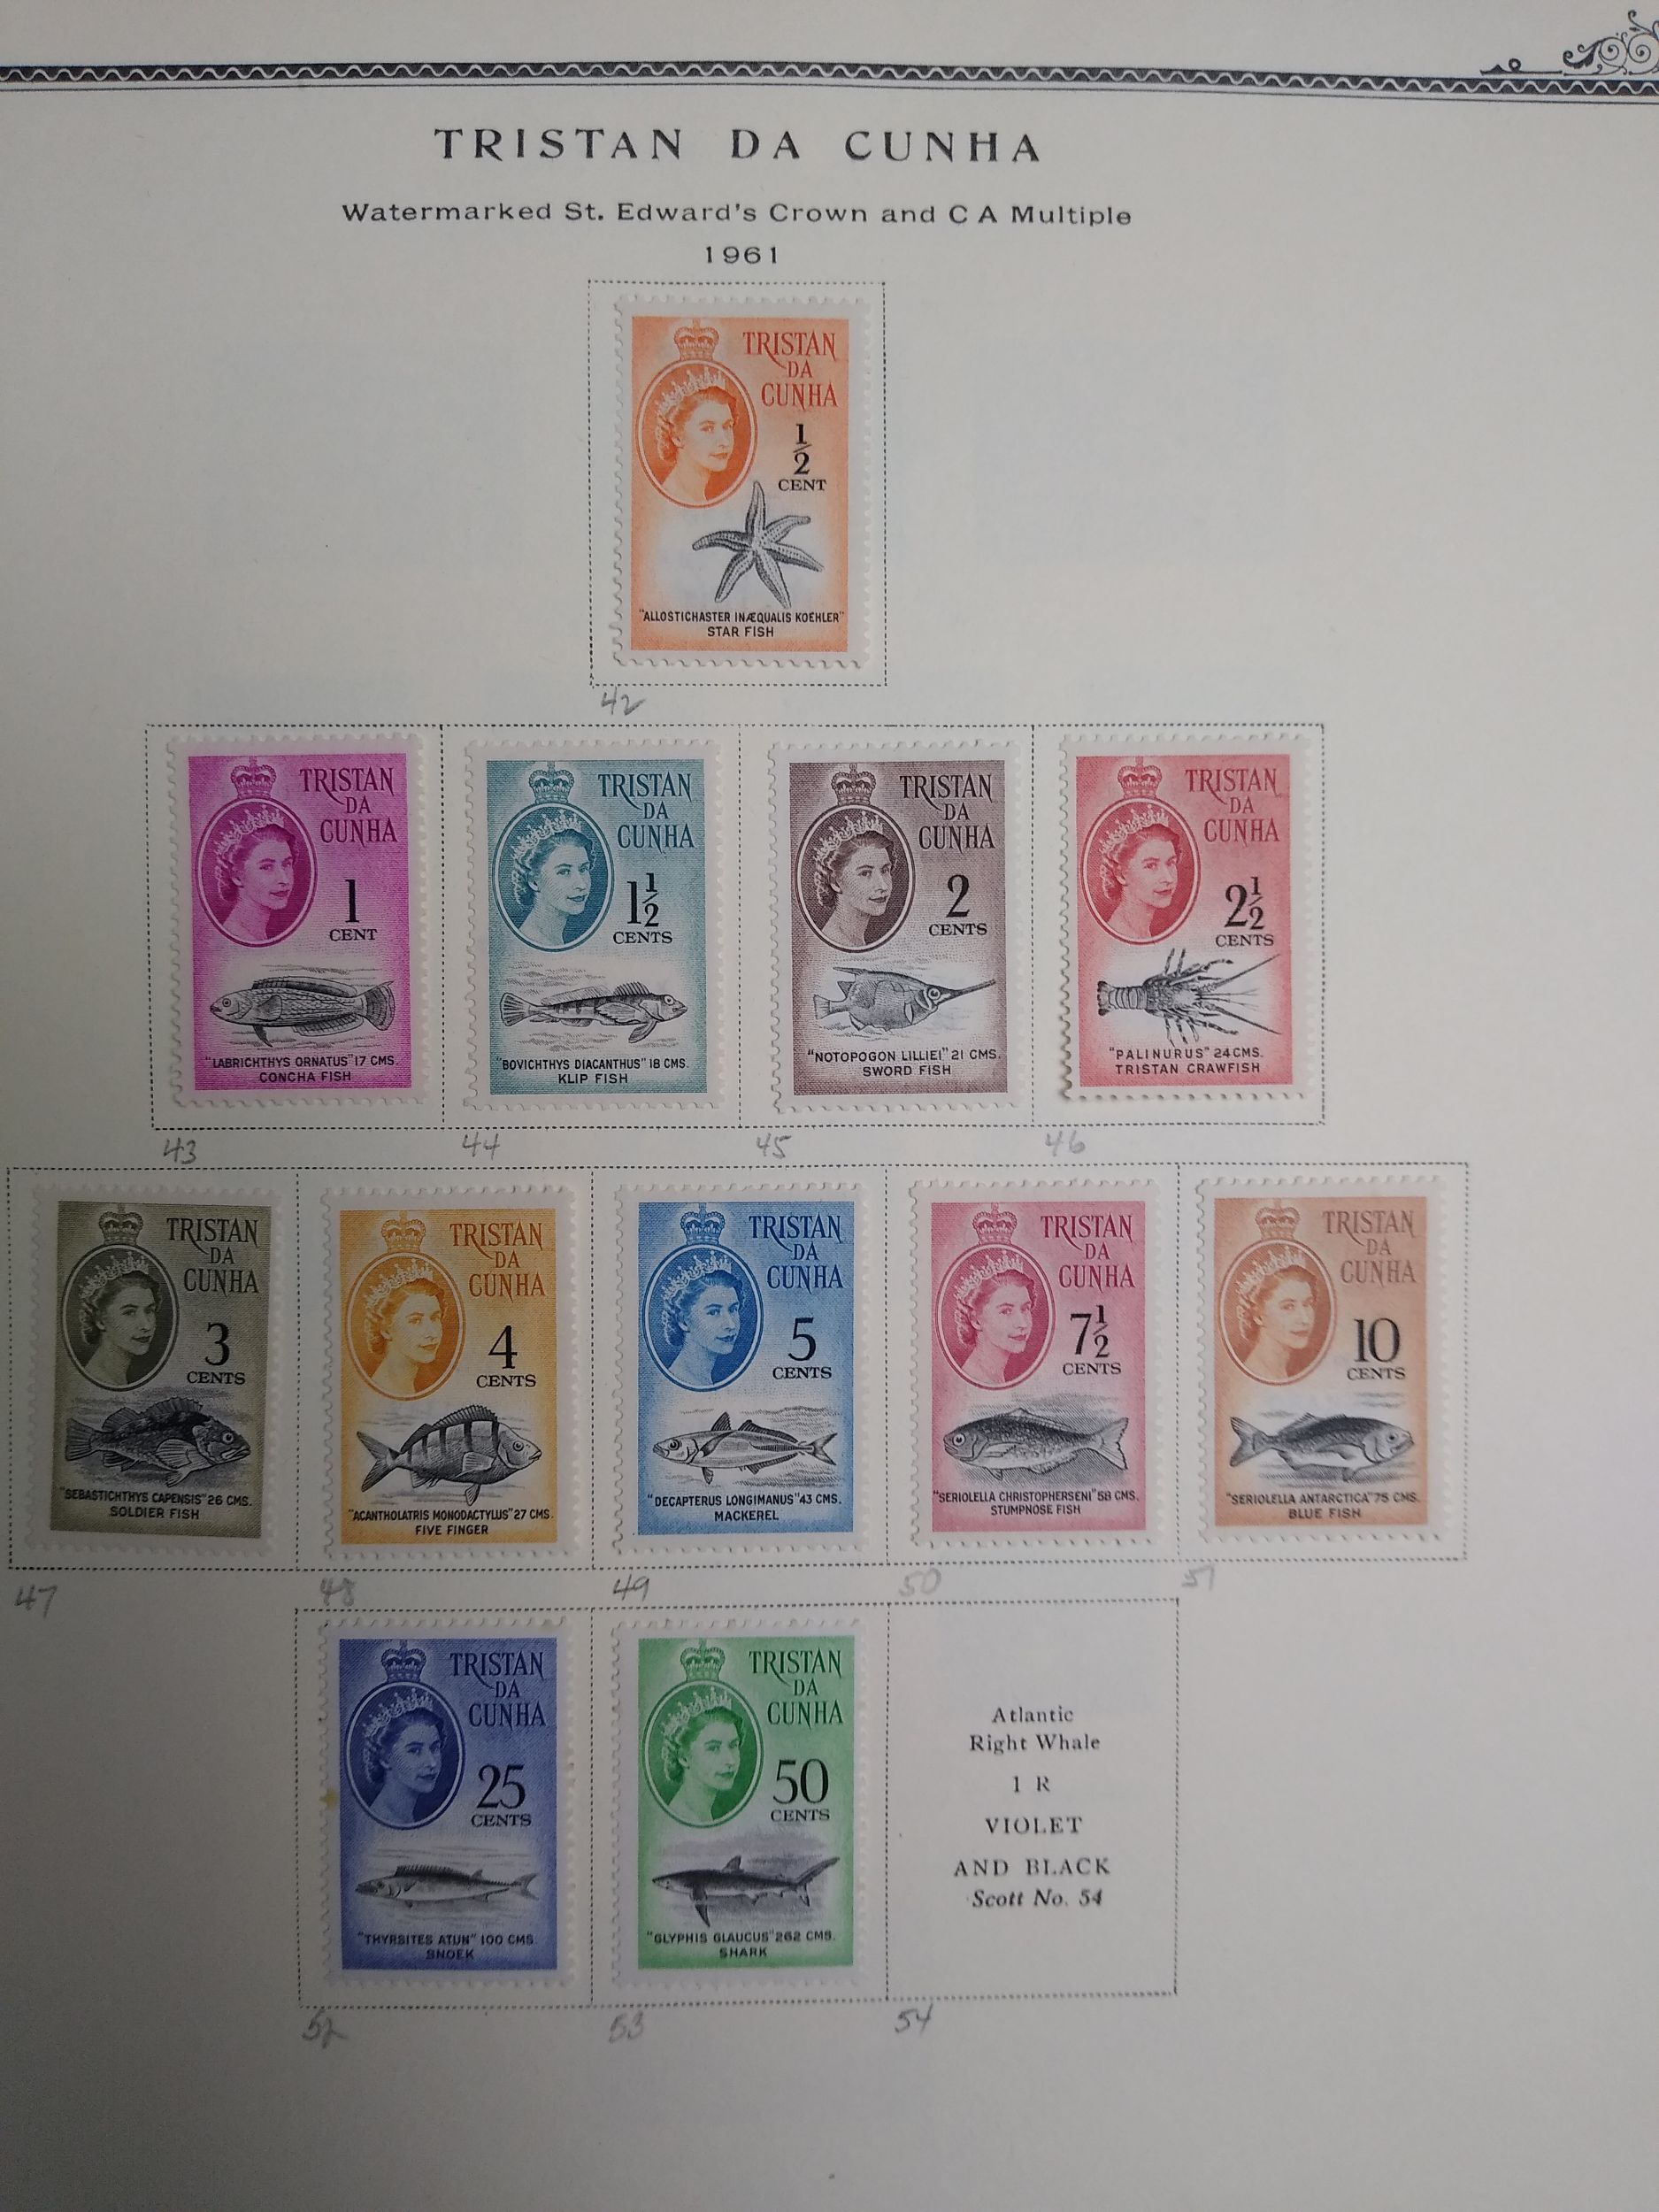 TRISTAN DA CUNHA
Watermarked St. Edward's Crown and C A Multiple
1961
TRISTAN
DA
CUNHA
1/2
CENT
"ALLOSTICHASTER INÆQUALIS KOEHLER"
STAR FISH
42
TRISTAN
DA
CUNHA
1
CENT
"LABRICHTHYS ORNATUS" 17 CMS.
CONCHA FISH
43
TRISTAN
DA
CUNHA
1 1/2
CENTS
"BOVICHTHYS DIACANTHUS" 18 CMS.
KLIP FISH
44
TRISTAN
DA
CUNHA
2
CENTS
"NOTOPOGON LILLIEI" 21 CMS.
SWORD FISH
45
TRISTAN
DA
CUNHA
2 1/2
CENTS
"PALINURUS" 24 CMS.
TRISTAN CRAWFISH
46
TRISTAN
DA
CUNHA
3
CENTS
"SEBASTICHTHYS CAPENSIS" 26 CMS.
SOLDIER FISH
47
TRISTAN
DA
CUNHA
4
CENTS
"ACANTHOLATRIS MONODACTYLUS" 27 CMS.
FIVE FINGER
48
TRISTAN
DA
CUNHA
5
CENTS
"DECAPTERUS LONGIMANUS" 43 CMS.
MACKEREL
49
TRISTAN
DA
CUNHA
7 1/2
CENTS
"SERIOLELLA CHRISTOPHERSENI" 58 CMS.
STUMPNOSE FISH
50
TRISTAN
DA
CUNHA
10
CENTS
"SERIOLELLA ANTARCTICA" 75 CMS.
BLUE FISH
51
TRISTAN
DA
CUNHA
25
CENTS
"THYRSITES ATUN" 100 CMS.
SNOEK
52
TRISTAN
DA
CUNHA
50
CENTS
"GLYPHIS GLAUCUS" 262 CMS.
SHARK
53
Atlantic
Right Whale
1 R
VIOLET
AND BLACK
Scott No. 54
54